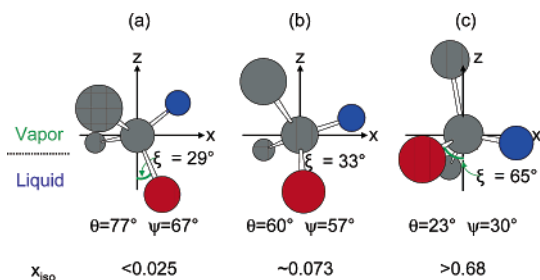 (a) (b) (c)
z z z
x x x
Vapor
Liquid
ξ = 29° ξ = 33° ξ = 65°
θ=77° ψ=67° θ=60° ψ=57° θ=23° ψ=30°
x_iso <0.025 ~0.073 >0.68